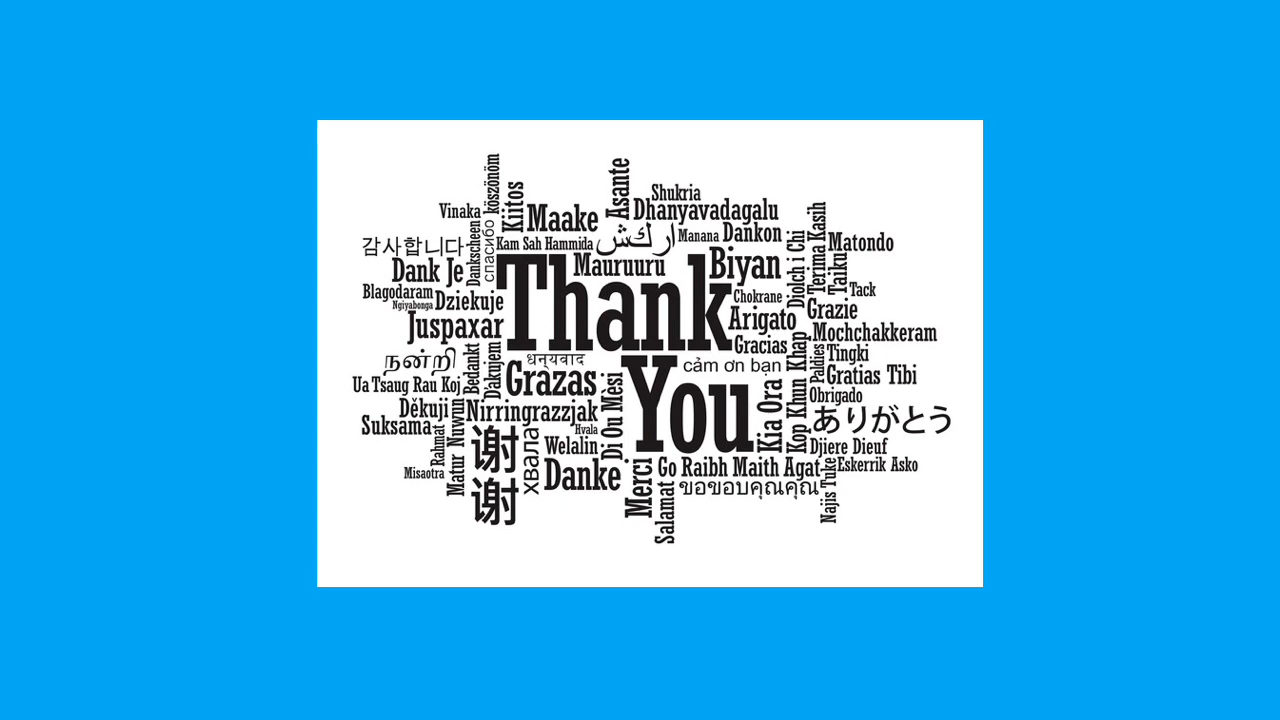 köszönöm
Asante
Kiitos
Shukria
Vinaka
Maake
Dhanyavadagalu
Terima Kasih
спасибо
Dankscheen
감사합니다
Kam Sah Hammida
ارﻛش
Manana
Dankon
Diolch i Chi
Matondo
Dank Je
Mauruuru
Biyan
Taiku
Blagodaram
Ngiyabonga
Dziekuje
Thank
Chokrane
Tack
Grazie
Juspaxar
Arigato
Mochchakkeram
Gracias
நன்றி
Bedankt
D'akujem
धन्यवाद
You
cảm ơn bạn
Kop Khun Khap
Paldies
Tingki
Ua Tsaug Rau Koj
Grazas
Di Ou Mèsi
Kia Ora
Gratias Tibi
Obrigado
Děkuji
Matur Nuwun
Nirringrazzjak
ありがとう
Suksama
Rahmat
谢谢
хвала
Hvala
Welalin
Djiere Dieuf
Misaotra
Danke
Merci
Go Raibh Maith Agat
Najis Tuke
Eskerrik Asko
Salamat
ขอขอบคุณคุณ